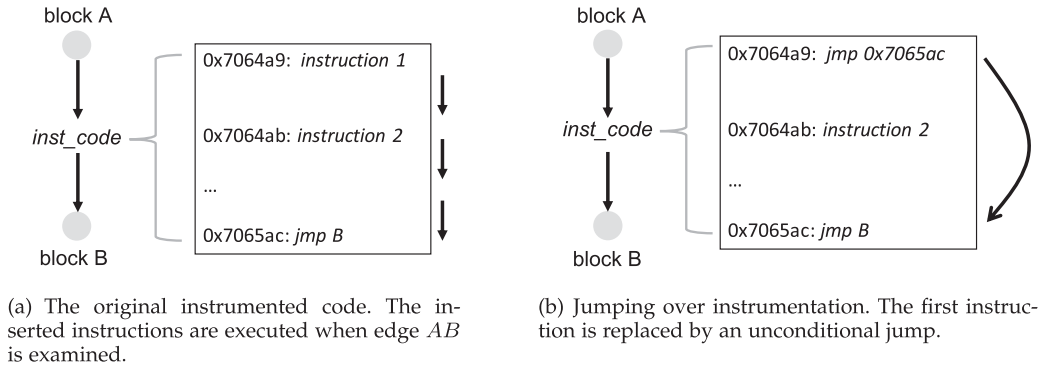 block A
inst_code
block B
0x7064a9: instruction 1
0x7064ab: instruction 2
...
0x7065ac: jmp B
(a) The original instrumented code. The in-
serted instructions are executed when edge AB
is examined.
block A
inst_code
block B
0x7064a9: jmp 0x7065ac
0x7064ab: instruction 2
...
0x7065ac: jmp B
(b) Jumping over instrumentation. The first instruc-
tion is replaced by an unconditional jump.